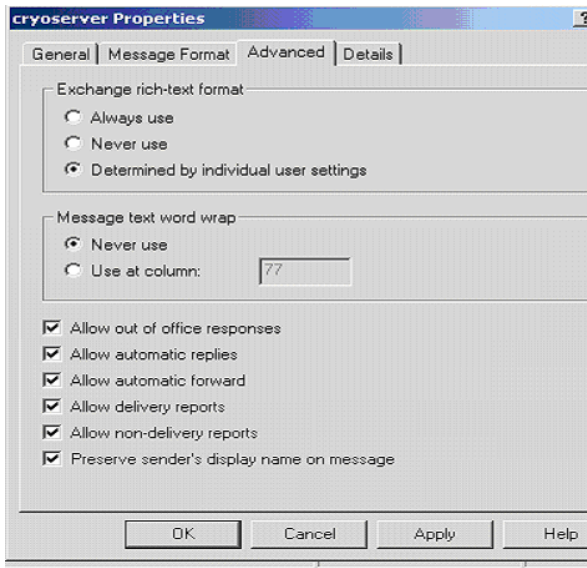 cryoserver Properties
?
General
Message Format
Advanced
Details
Exchange rich-text format
Always use
Never use
Determined by individual user settings
Message text word wrap
Never use
Use at column:
77
Allow out of office responses
Allow automatic replies
Allow automatic forward
Allow delivery reports
Allow non-delivery reports
Preserve sender's display name on message
OK
Cancel
Apply
Help